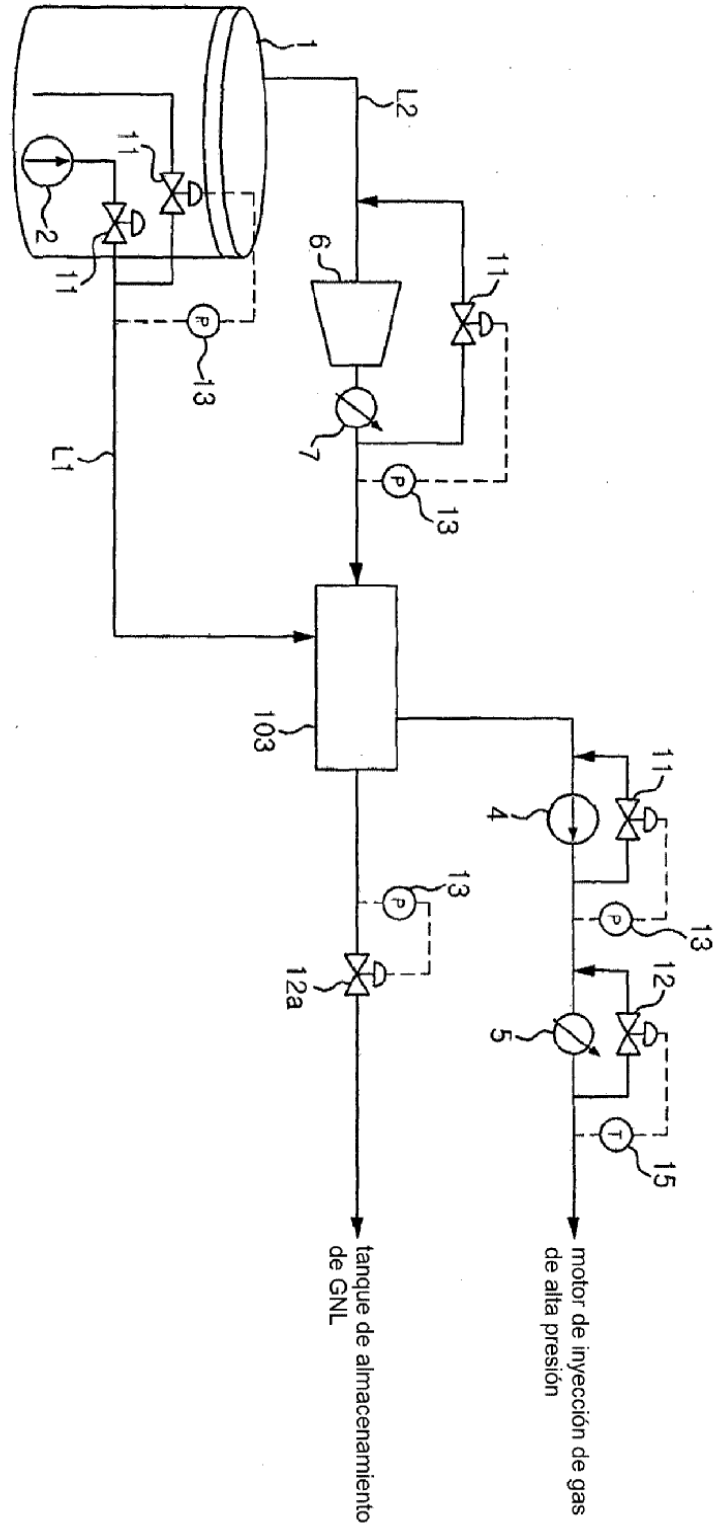 1
L2
11
11
2
13
L1
6
7
11
13
103
4
11
P
13
5
12
T
15
P
P
13
P
12a
motor de inyección de gas
de alta presión
tanque de almacenamiento
de GNL